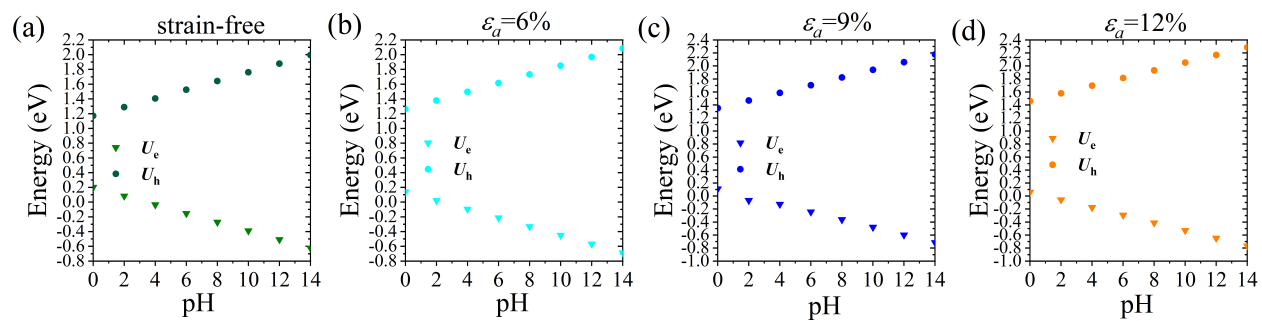 (a)
strain-free
Energy (eV)
2.2
2.0
1.8
1.6
1.4
1.2
1.0
0.8
0.6
0.4
0.2
0.0
-0.2
-0.4
-0.6
-0.8
Ue
Uh
0 2 4 6 8 10 12 14
pH
(b)
εa=6%
Energy (eV)
2.2
2.0
1.8
1.6
1.4
1.2
1.0
0.8
0.6
0.4
0.2
0.0
-0.2
-0.4
-0.6
-0.8
Ue
Uh
0 2 4 6 8 10 12 14
pH
(c)
εa=9%
Energy (eV)
2.4
2.2
2.0
1.8
1.6
1.4
1.2
1.0
0.8
0.6
0.4
0.2
0.0
-0.2
-0.4
-0.6
-0.8
-1.0
Ue
Uh
0 2 4 6 8 10 12 14
pH
(d)
εa=12%
Energy (eV)
2.4
2.2
2.0
1.8
1.6
1.4
1.2
1.0
0.8
0.6
0.4
0.2
0.0
-0.2
-0.4
-0.6
-0.8
-1.0
Ue
Uh
0 2 4 6 8 10 12 14
pH